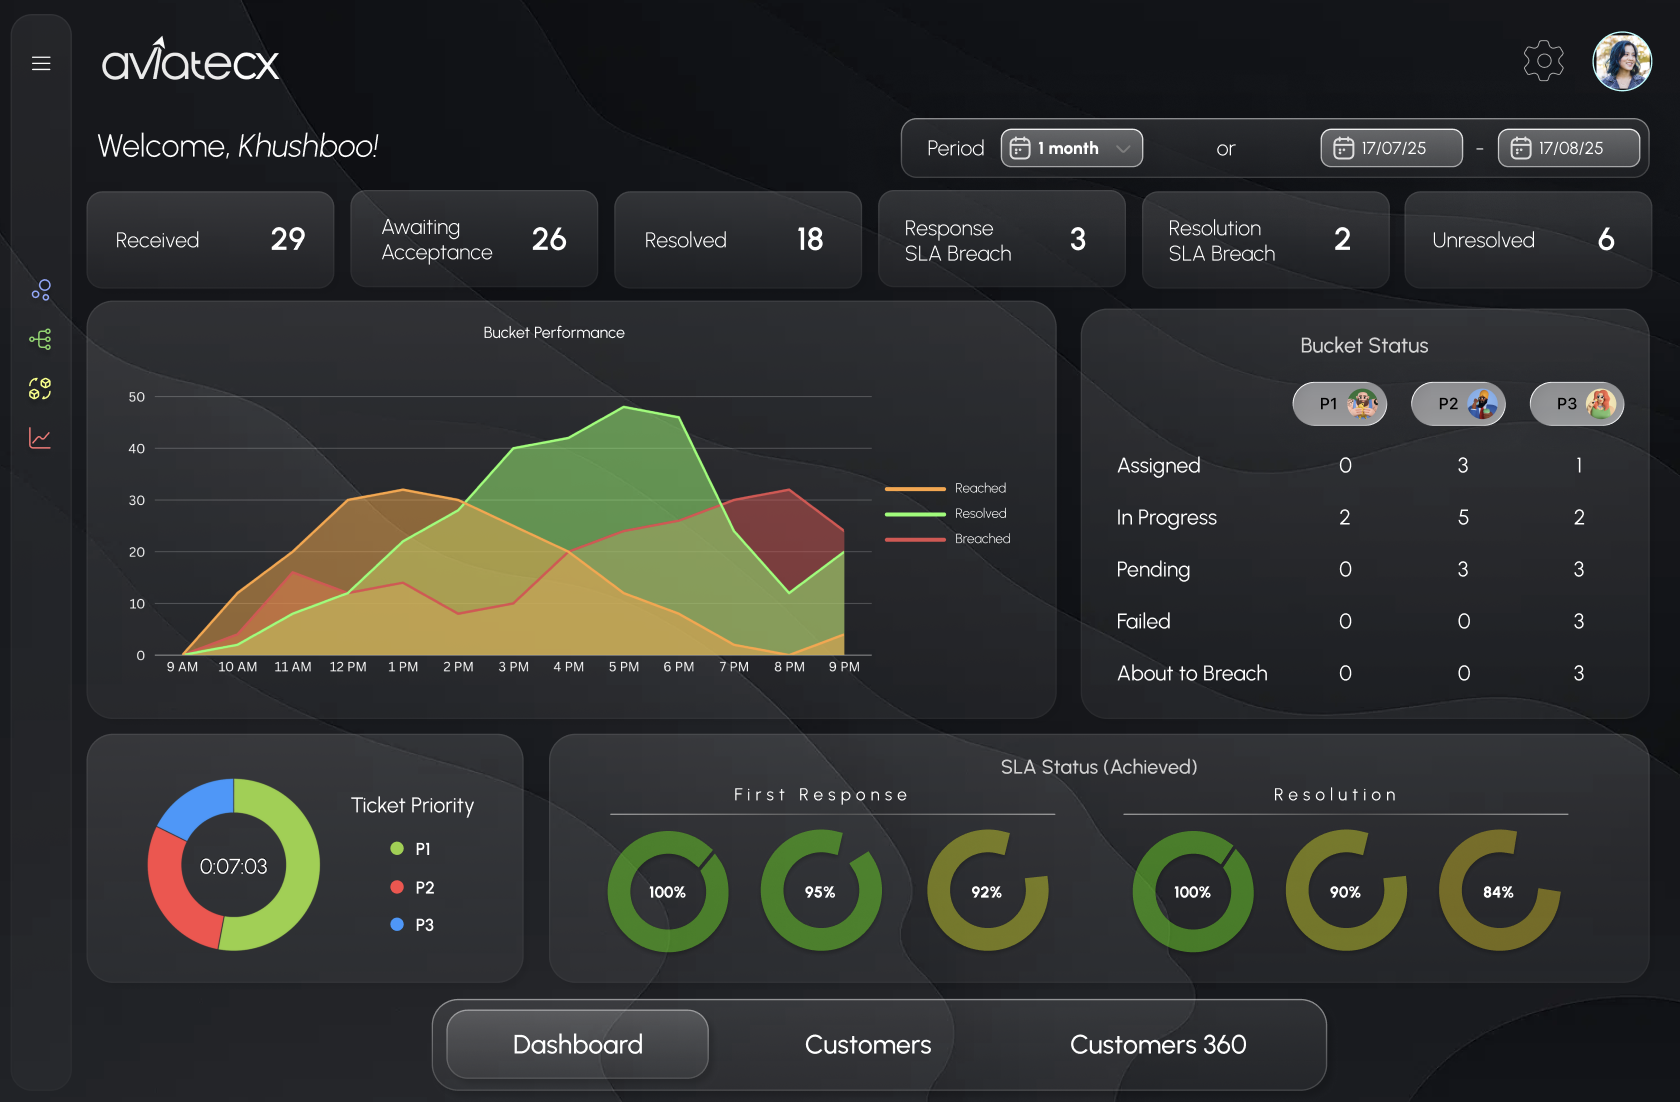 aviatecx
Welcome, Khushboo!
Period 1 month or 17/07/25 - 17/08/25
Received 29
Awaiting
Acceptance 26
Resolved 18
Response
SLA Breach 3
Resolution
SLA Breach 2
Unresolved 6
Bucket Performance
50
40
30
20
10
0
9 AM 10 AM 11 AM 12 PM 1 PM 2 PM 3 PM 4 PM 5 PM 6 PM 7 PM 8 PM 9 PM
Reached
Resolved
Breached
Bucket Status
P1 P2 P3
Assigned 0 3 1
In Progress 2 5 2
Pending 0 3 3
Failed 0 0 3
About to Breach 0 0 3
0:07:03
Ticket Priority
P1
P2
P3
SLA Status (Achieved)
First Response
100% 95% 92%
Resolution
100% 90% 84%
Dashboard Customers Customers 360